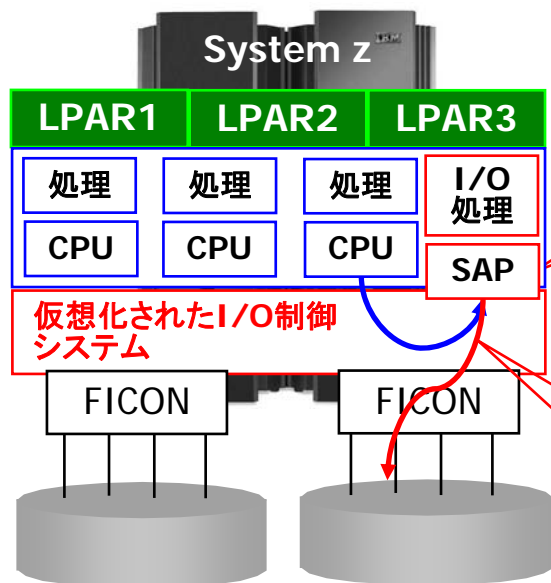 System z
IBM
LPAR1 LPAR2 LPAR3
処理 処理 処理 I/O
処理
CPU CPU CPU SAP
仮想化されたI/O制御
システム
FICON FICON